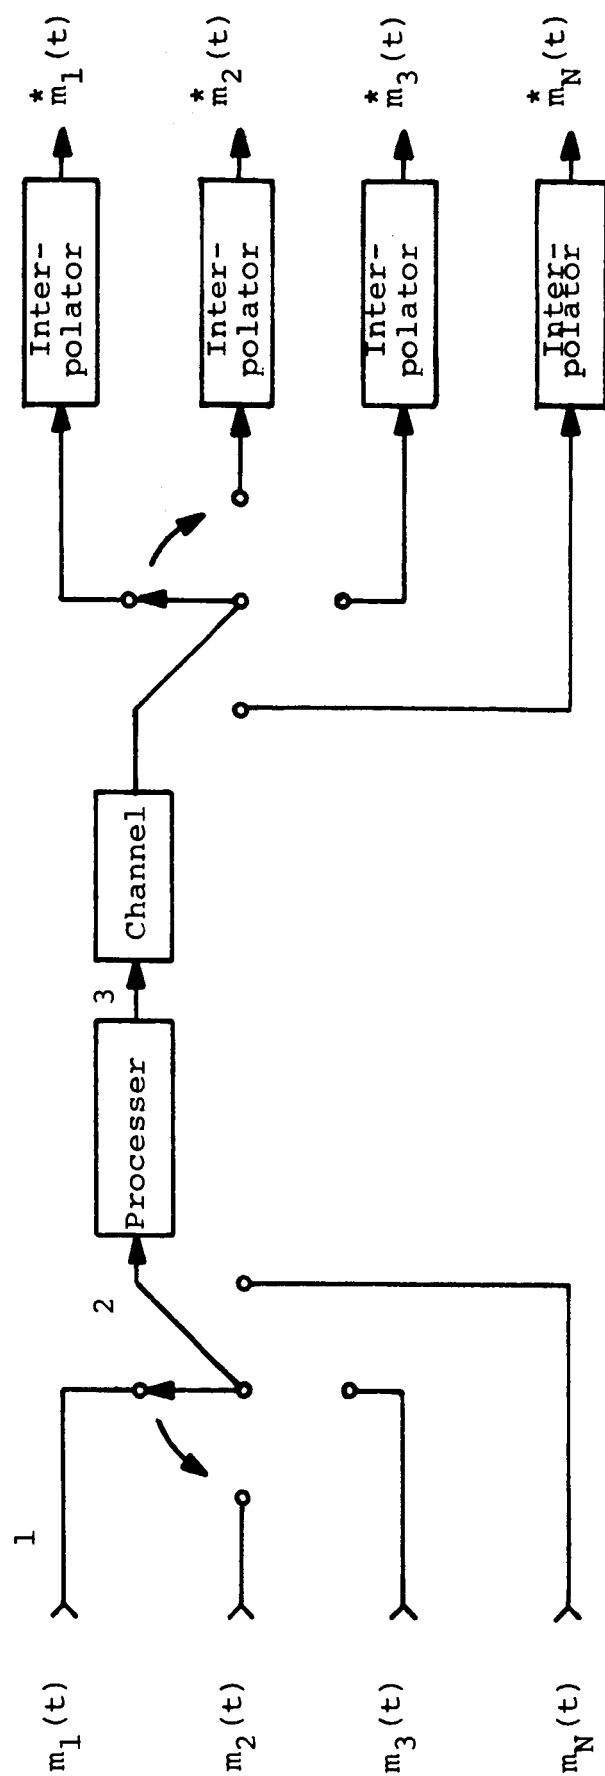 m1(t)
m2(t)
m3(t)
mN(t)
1
2
Processer
3
Channel
Inter-
polator
Inter-
polator
Inter-
polator
Inter-
polator
*
m1(t)
*
m2(t)
*
m3(t)
*
mN(t)